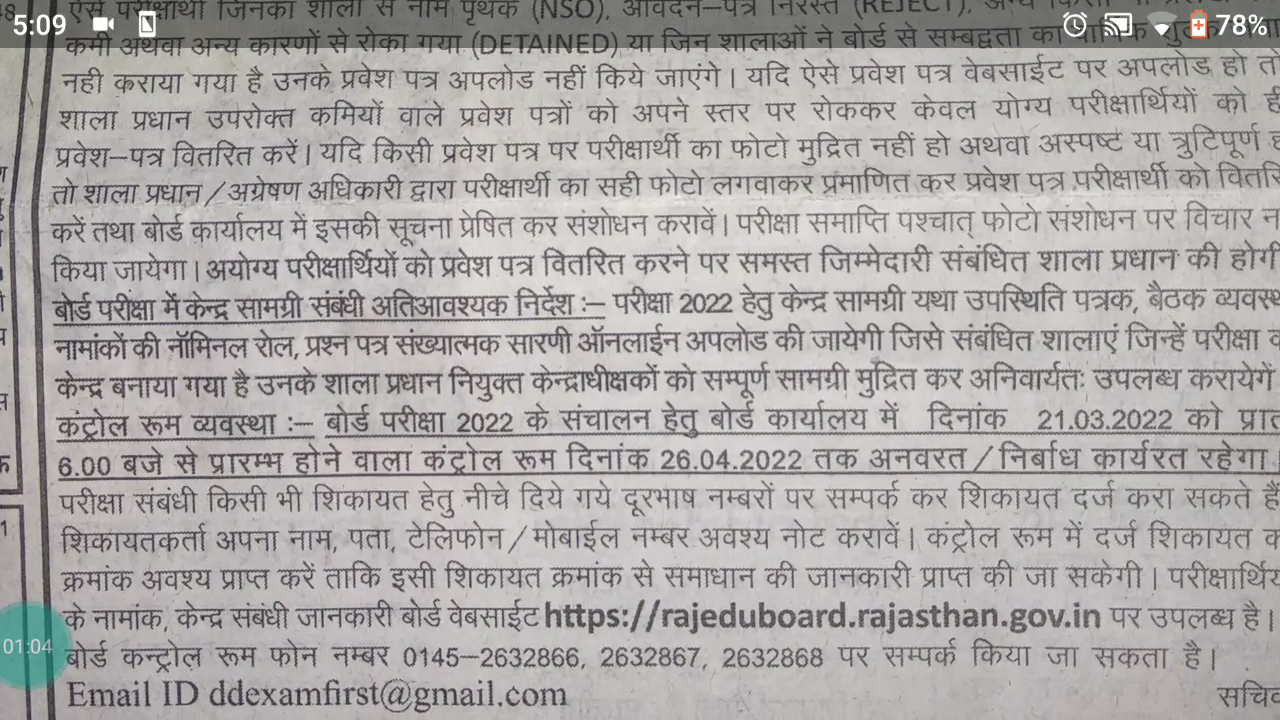 5:09 78%
ऐसे परीक्षार्थी जिनका शाला से नाम पृथक (NSO), आवेदन–पत्र निरस्त (REJECT),
कमी अथवा अन्य कारणों से रोका गया (DETAINED) या जिन शालाओं ने बोर्ड से सम्बद्वता का वार्षिक शुल्क
नही कराया गया है उनके प्रवेश पत्र अपलोड नहीं किये जाएंगे। यदि ऐसे प्रवेश पत्र वेबसाईट पर अपलोड हो तो
शाला प्रधान उपरोक्त कमियों वाले प्रवेश पत्रों को अपने स्तर पर रोककर केवल योग्य परीक्षार्थियों को
प्रवेश–पत्र वितरित करें। यदि किसी प्रवेश पत्र पर परीक्षार्थी का फोटो मुद्रित नहीं हो अथवा अस्पष्ट या त्रुटिपूर्ण
तो शाला प्रधान/अग्रेषण अधिकारी द्वारा परीक्षार्थी का सही फोटो लगवाकर प्रमाणित कर प्रवेश पत्र परीक्षार्थी को
करें तथा बोर्ड कार्यालय में इसकी सूचना प्रेषित कर संशोधन करावें। परीक्षा समाप्ति पश्चात् फोटो संशोधन पर विचार
किया जायेगा। अयोग्य परीक्षार्थियों को प्रवेश पत्र वितरित करने पर समस्त जिम्मेदारी संबंधित शाला प्रधान की होगी
बोर्ड परीक्षा में केन्द्र सामग्री संबंधी अतिआवश्यक निर्देश :– परीक्षा 2022 हेतु केन्द्र सामग्री यथा उपस्थिति पत्रक, बैठक
नामांकों की नॉमिनल रोल, प्रश्न पत्र संख्यात्मक सारणी ऑनलाईन अपलोड की जायेगी जिसे संबंधित शालाएं जिन्हें परीक्षा
केन्द्र बनाया गया है उनके शाला प्रधान नियुक्त केन्द्राधीक्षकों को सम्पूर्ण सामग्री मुद्रित कर अनिवार्यतः उपलब्ध करायेगें
कंट्रोल रूम व्यवस्था :– बोर्ड परीक्षा 2022 के संचालन हेतु बोर्ड कार्यालय में दिनांक 21.03.2022 को
6.00 बजे से प्रारम्भ होने वाला कंट्रोल रूम दिनांक 26.04.2022 तक अनवरत/निर्बाध कार्यरत रहेगा।
परीक्षा संबंधी किसी भी शिकायत हेतु नीचे दिये गये दूरभाष नम्बरों पर सम्पर्क कर शिकायत दर्ज करा सकते हैं
शिकायतकर्ता अपना नाम, पता, टेलिफोन/मोबाईल नम्बर अवश्य नोट करावें। कंट्रोल रूम में दर्ज शिकायत
क्रमांक अवश्य प्राप्त करें ताकि इसी शिकायत क्रमांक से समाधान की जानकारी प्राप्त की जा सकेगी।
के नामांक, केन्द्र संबंधी जानकारी बोर्ड वेबसाईट https://rajeduboard.rajasthan.gov.in पर उपलब्ध है।
01:04
बोर्ड कन्ट्रोल रूम फोन नम्बर 0145–2632866, 2632867, 2632868 पर सम्पर्क किया जा सकता है।
Email ID ddexamfirst@gmail.com